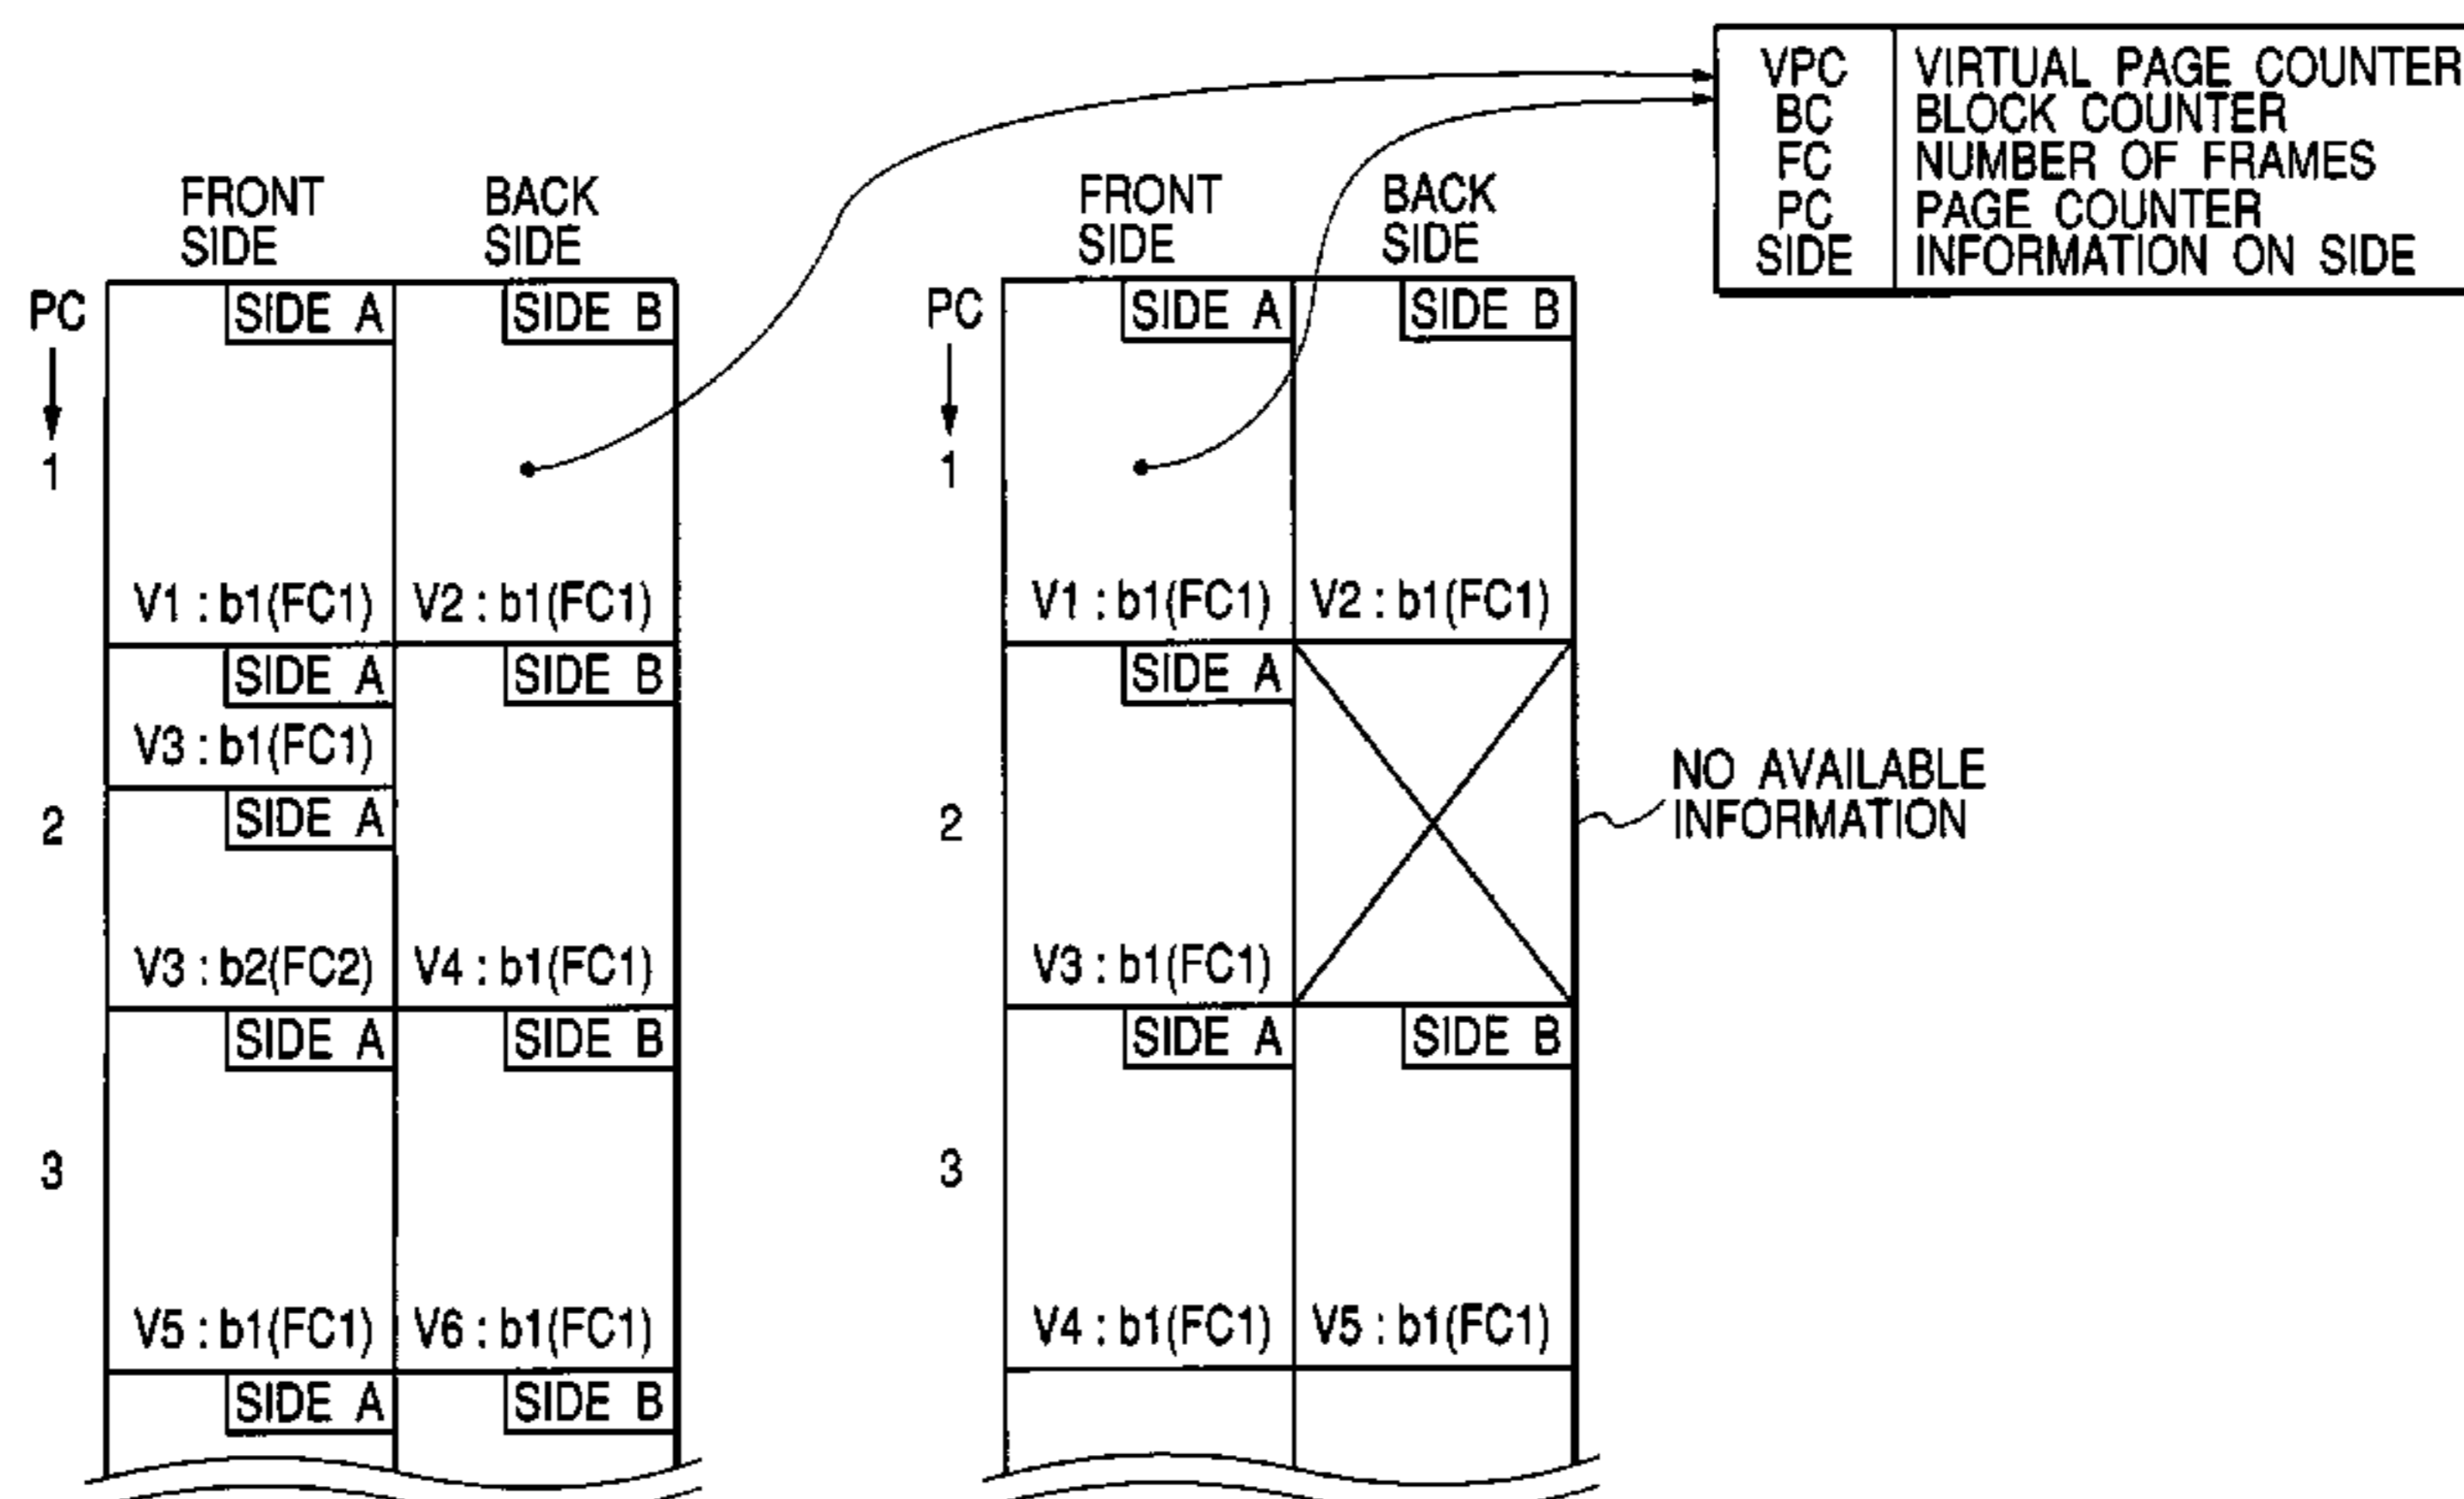 VPC VIRTUAL PAGE COUNTER
BC BLOCK COUNTER
FC NUMBER OF FRAMES
PC PAGE COUNTER
SIDE INFORMATION ON SIDE
FRONT SIDE
BACK SIDE
PC
SIDE A
SIDE B
1
V1 : b1(FC1)
V2 : b1(FC1)
SIDE A
SIDE B
V3 : b1(FC1)
2
SIDE A
V3 : b2(FC2)
V4 : b1(FC1)
SIDE A
SIDE B
3
V5 : b1(FC1)
V6 : b1(FC1)
SIDE A
SIDE B
FRONT SIDE
BACK SIDE
PC
SIDE A
SIDE B
1
V1 : b1(FC1)
V2 : b1(FC1)
SIDE A
2
NO AVAILABLE
INFORMATION
V3 : b1(FC1)
SIDE A
SIDE B
3
V4 : b1(FC1)
V5 : b1(FC1)